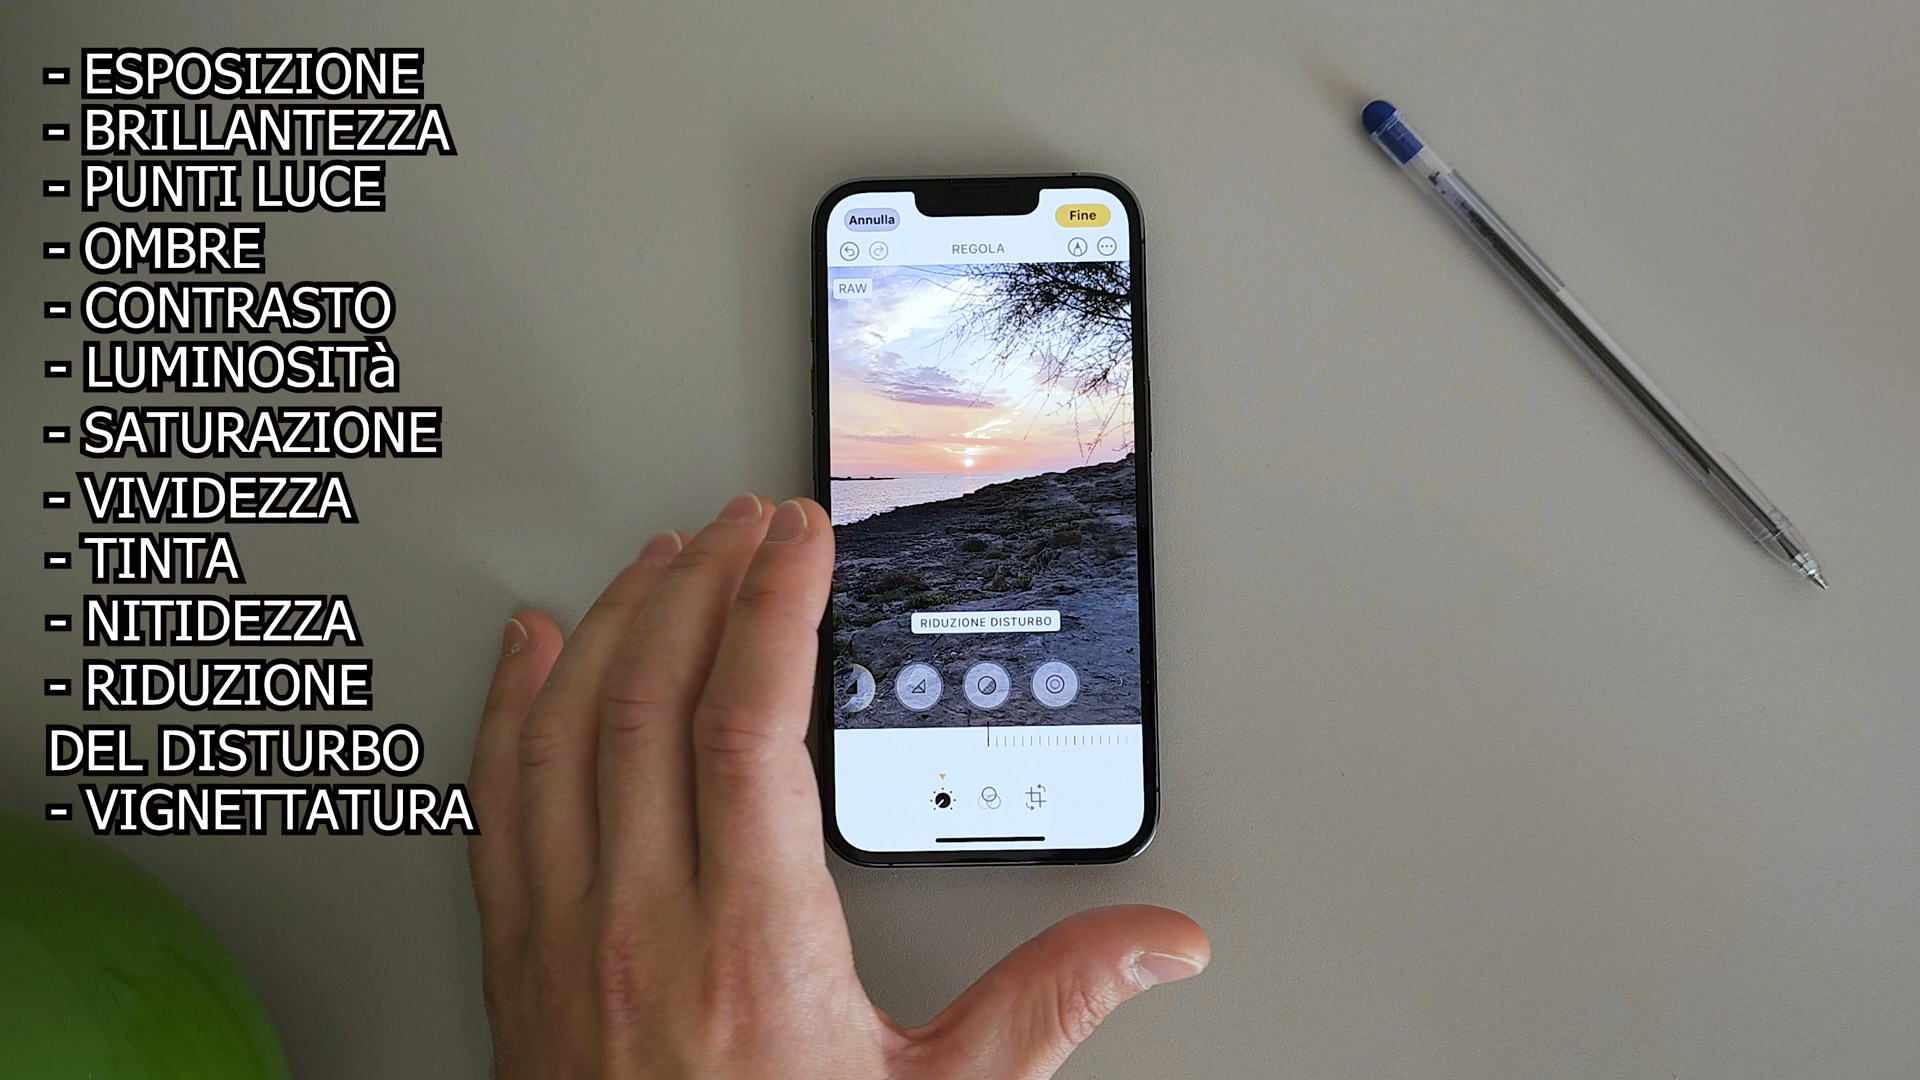 - ESPOSIZIONE
- BRILLANTEZZA
- PUNTI LUCE
- OMBRE
- CONTRASTO
- LUMINOSITà
- SATURAZIONE
- VIVIDEZZA
- TINTA
- NITIDEZZA
- RIDUZIONE
DEL DISTURBO
- VIGNETTATURA
Annulla
Fine
REGOLA
RAW
RIDUZIONE DISTURBO